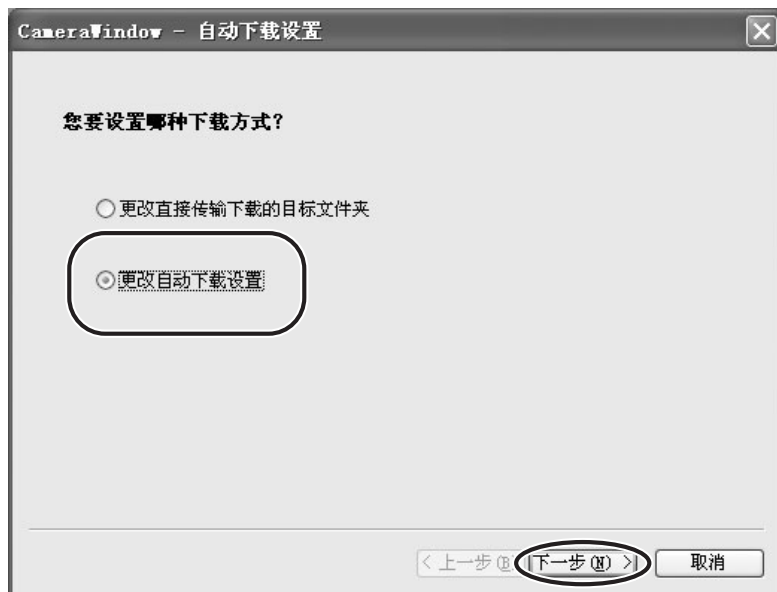 CameraWindow - 自动下载设置
您要设置哪种下载方式?
更改直接传输下载的目标文件夹
更改自动下载设置
< 上一步(B) 下一步(N) > 取消